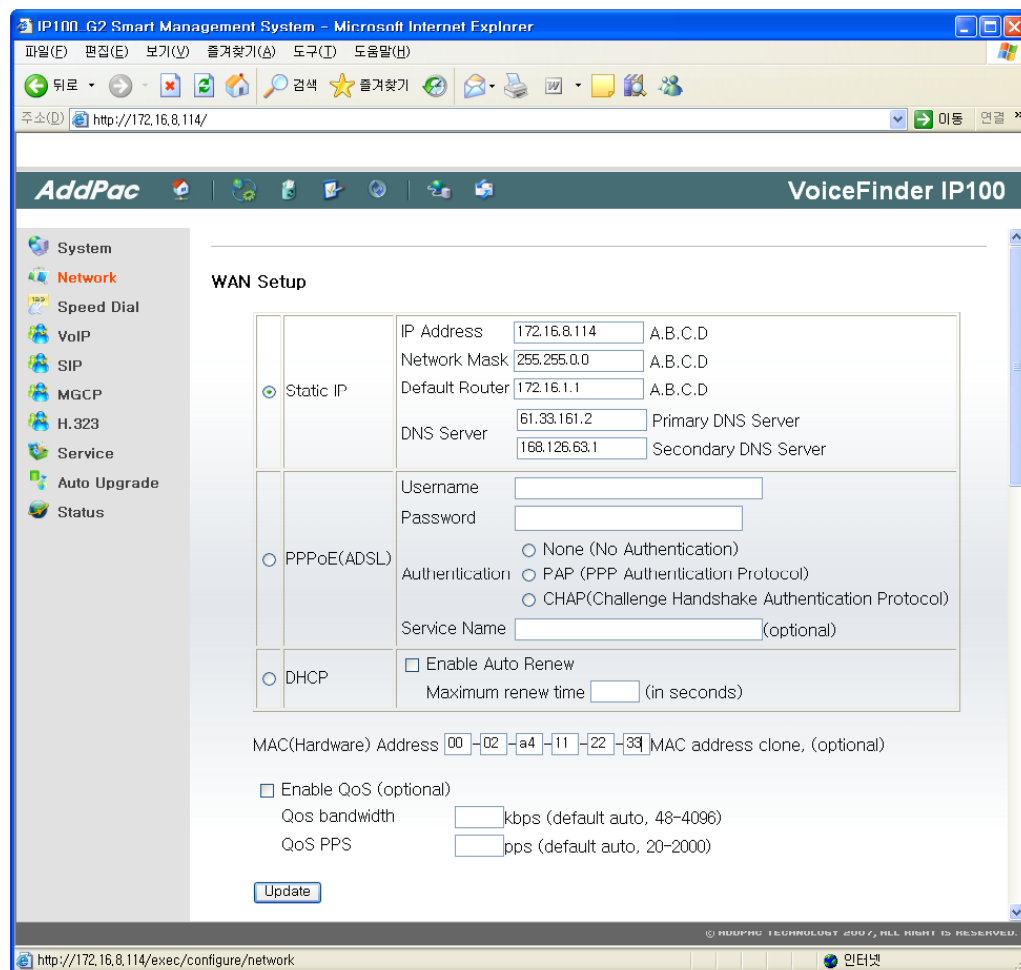 IP100_G2 Smart Management System - Microsoft Internet Explorer
파일(F) 편집(E) 보기(V) 즐겨찾기(A) 도구(T) 도움말(H)
뒤로 검색 즐겨찾기
주소(D) http://172.16.8.114/ 이동 연결 »
AddPac VoiceFinder IP100
System
Network
Speed Dial
VoIP
SIP
MGCP
H.323
Service
Auto Upgrade
Status
WAN Setup
Static IP
IP Address 172.16.8.114 A.B.C.D
Network Mask 255.255.0.0 A.B.C.D
Default Router 172.16.1.1 A.B.C.D
DNS Server
61.33.161.2 Primary DNS Server
168.126.63.1 Secondary DNS Server
PPPoE(ADSL)
Username
Password
Authentication
None (No Authentication)
PAP (PPP Authentication Protocol)
CHAP(Challenge Handshake Authentication Protocol)
Service Name (optional)
DHCP
Enable Auto Renew
Maximum renew time (in seconds)
MAC(Hardware) Address 00 -02 -a4 -11 -22 -33 MAC address clone, (optional)
Enable QoS (optional)
Qos bandwidth kbps (default auto, 48-4096)
QoS PPS pps (default auto, 20-2000)
Update
© ADDPAC TECHNOLOGY 2007, ALL RIGHT IS RESERVED.
http://172.16.8.114/exec/configure/network 인터넷